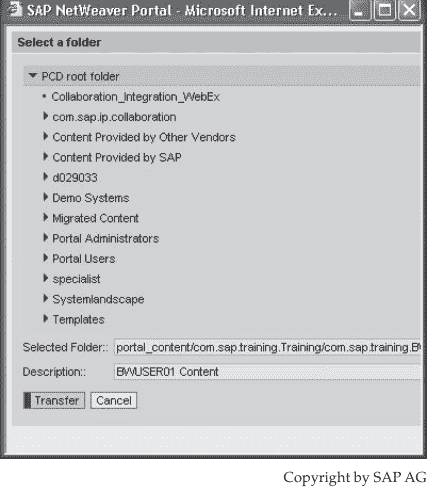 SAP NetWeaver Portal - Microsoft Internet Ex...
Select a folder
PCD root folder
Collaboration_Integration_WebEx
com.sap.ip.collaboration
Content Provided by Other Vendors
Content Provided by SAP
d029033
Demo Systems
Migrated Content
Portal Administrators
Portal Users
specialist
Systemlandscape
Templates
Selected Folder:: portal_content/com.sap.training.Training/com.sap.training.B
Description:: BWUSER01 Content
Transfer Cancel
Copyright by SAP AG